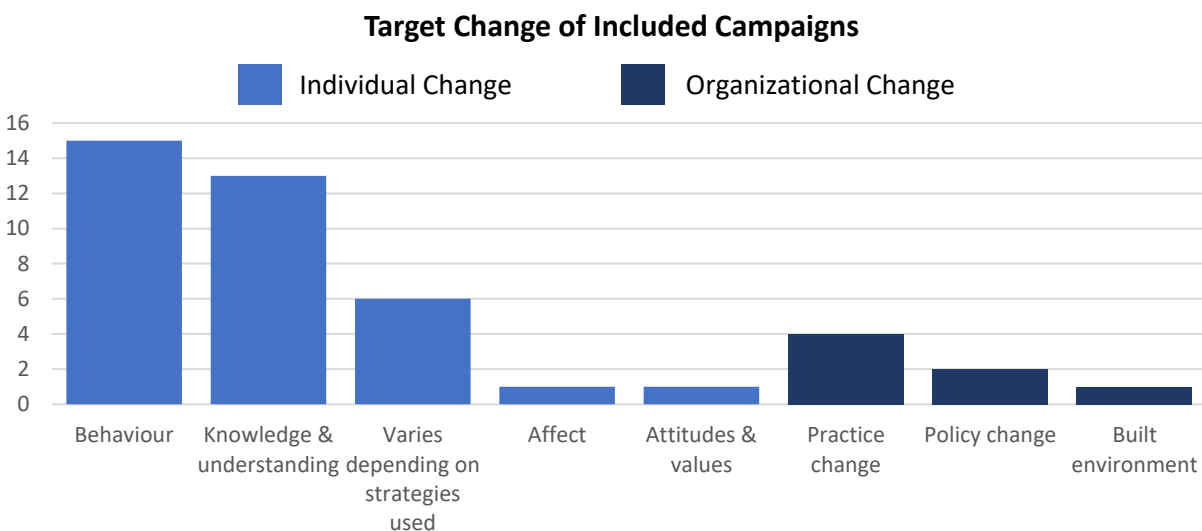 Target Change of Included Campaigns
Individual Change
Organizational Change
16
14
12
10
8
6
4
2
0
Behaviour
Knowledge &
understanding
Varies
depending on
strategies
used
Affect
Attitudes &
values
Practice
change
Policy change
Built
environment